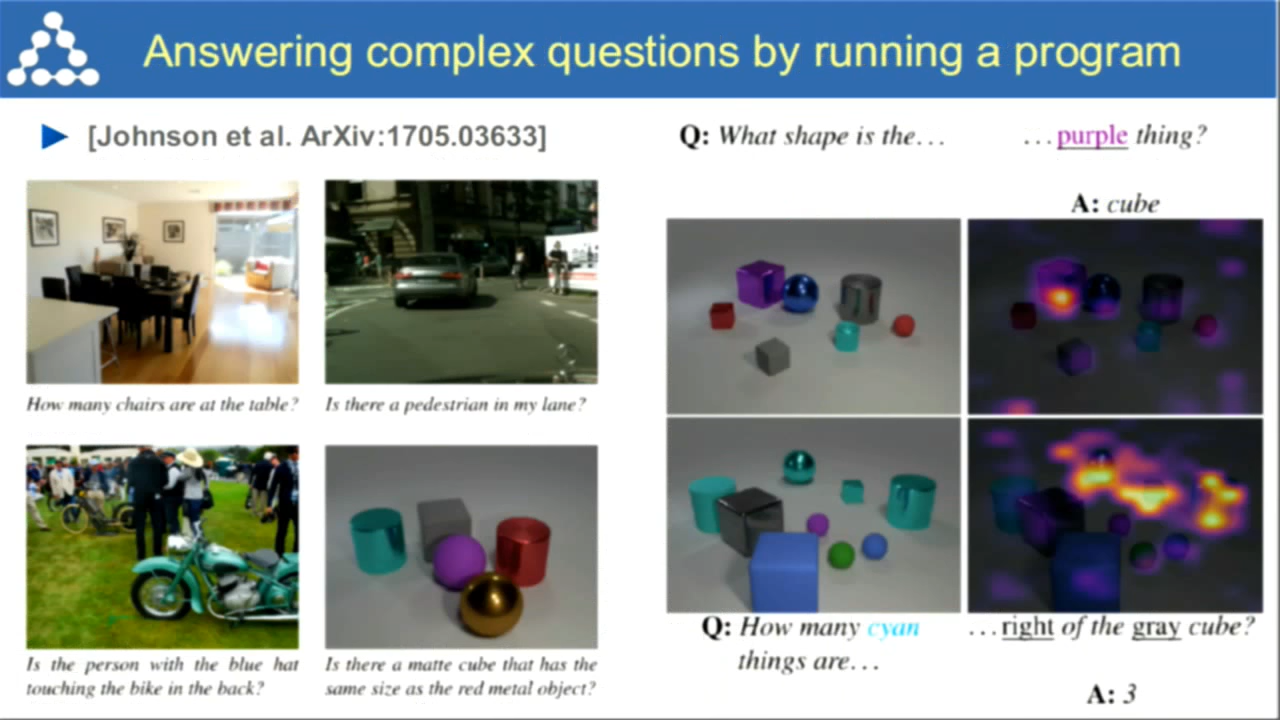 Answering complex questions by running a program
[Johnson et al. ArXiv:1705.03633]
How many chairs are at the table?
Is there a pedestrian in my lane?
Is the person with the blue hat
touching the bike in the back?
Is there a matte cube that has the
same size as the red metal object?
Q: What shape is the...
...purple thing?
A: cube
Q: How many cyan
things are...
...right of the gray cube?
A: 3